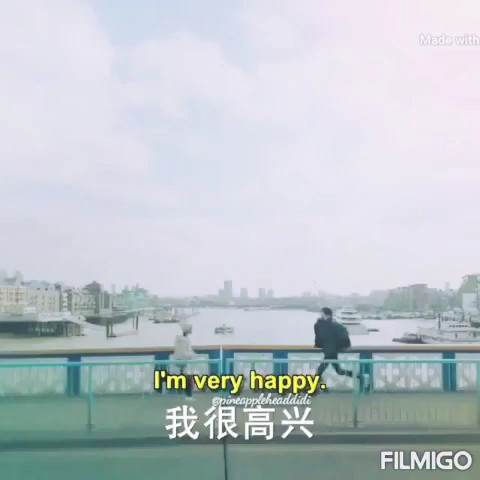 Made with
I'm very happy.
@pineappleheaddidi
我很高兴
FILMIGO